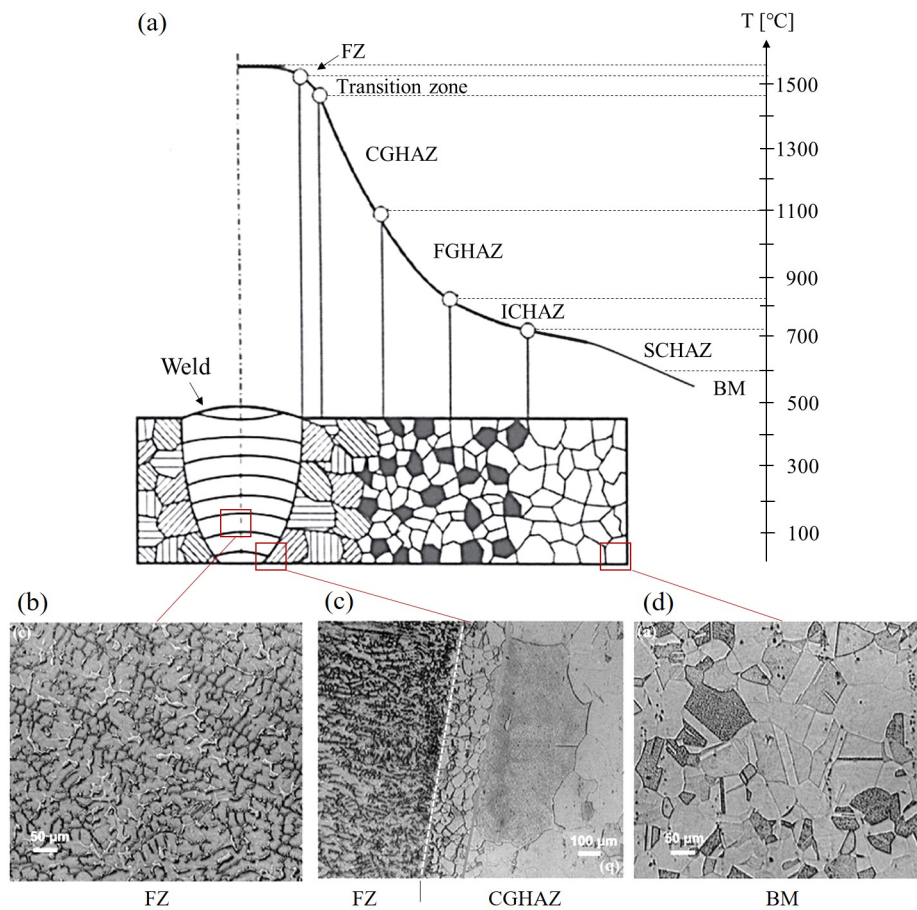 (a)
T [°C]
FZ
Transition zone
1500
CGHAZ
1300
1100
FGHAZ
900
ICHAZ
700
SCHAZ
Weld
BM
500
300
100
(b)
(c)
(d)
(c)
(a)
50 μm
100 μm
(b)
50 μm
FZ
FZ
CGHAZ
BM